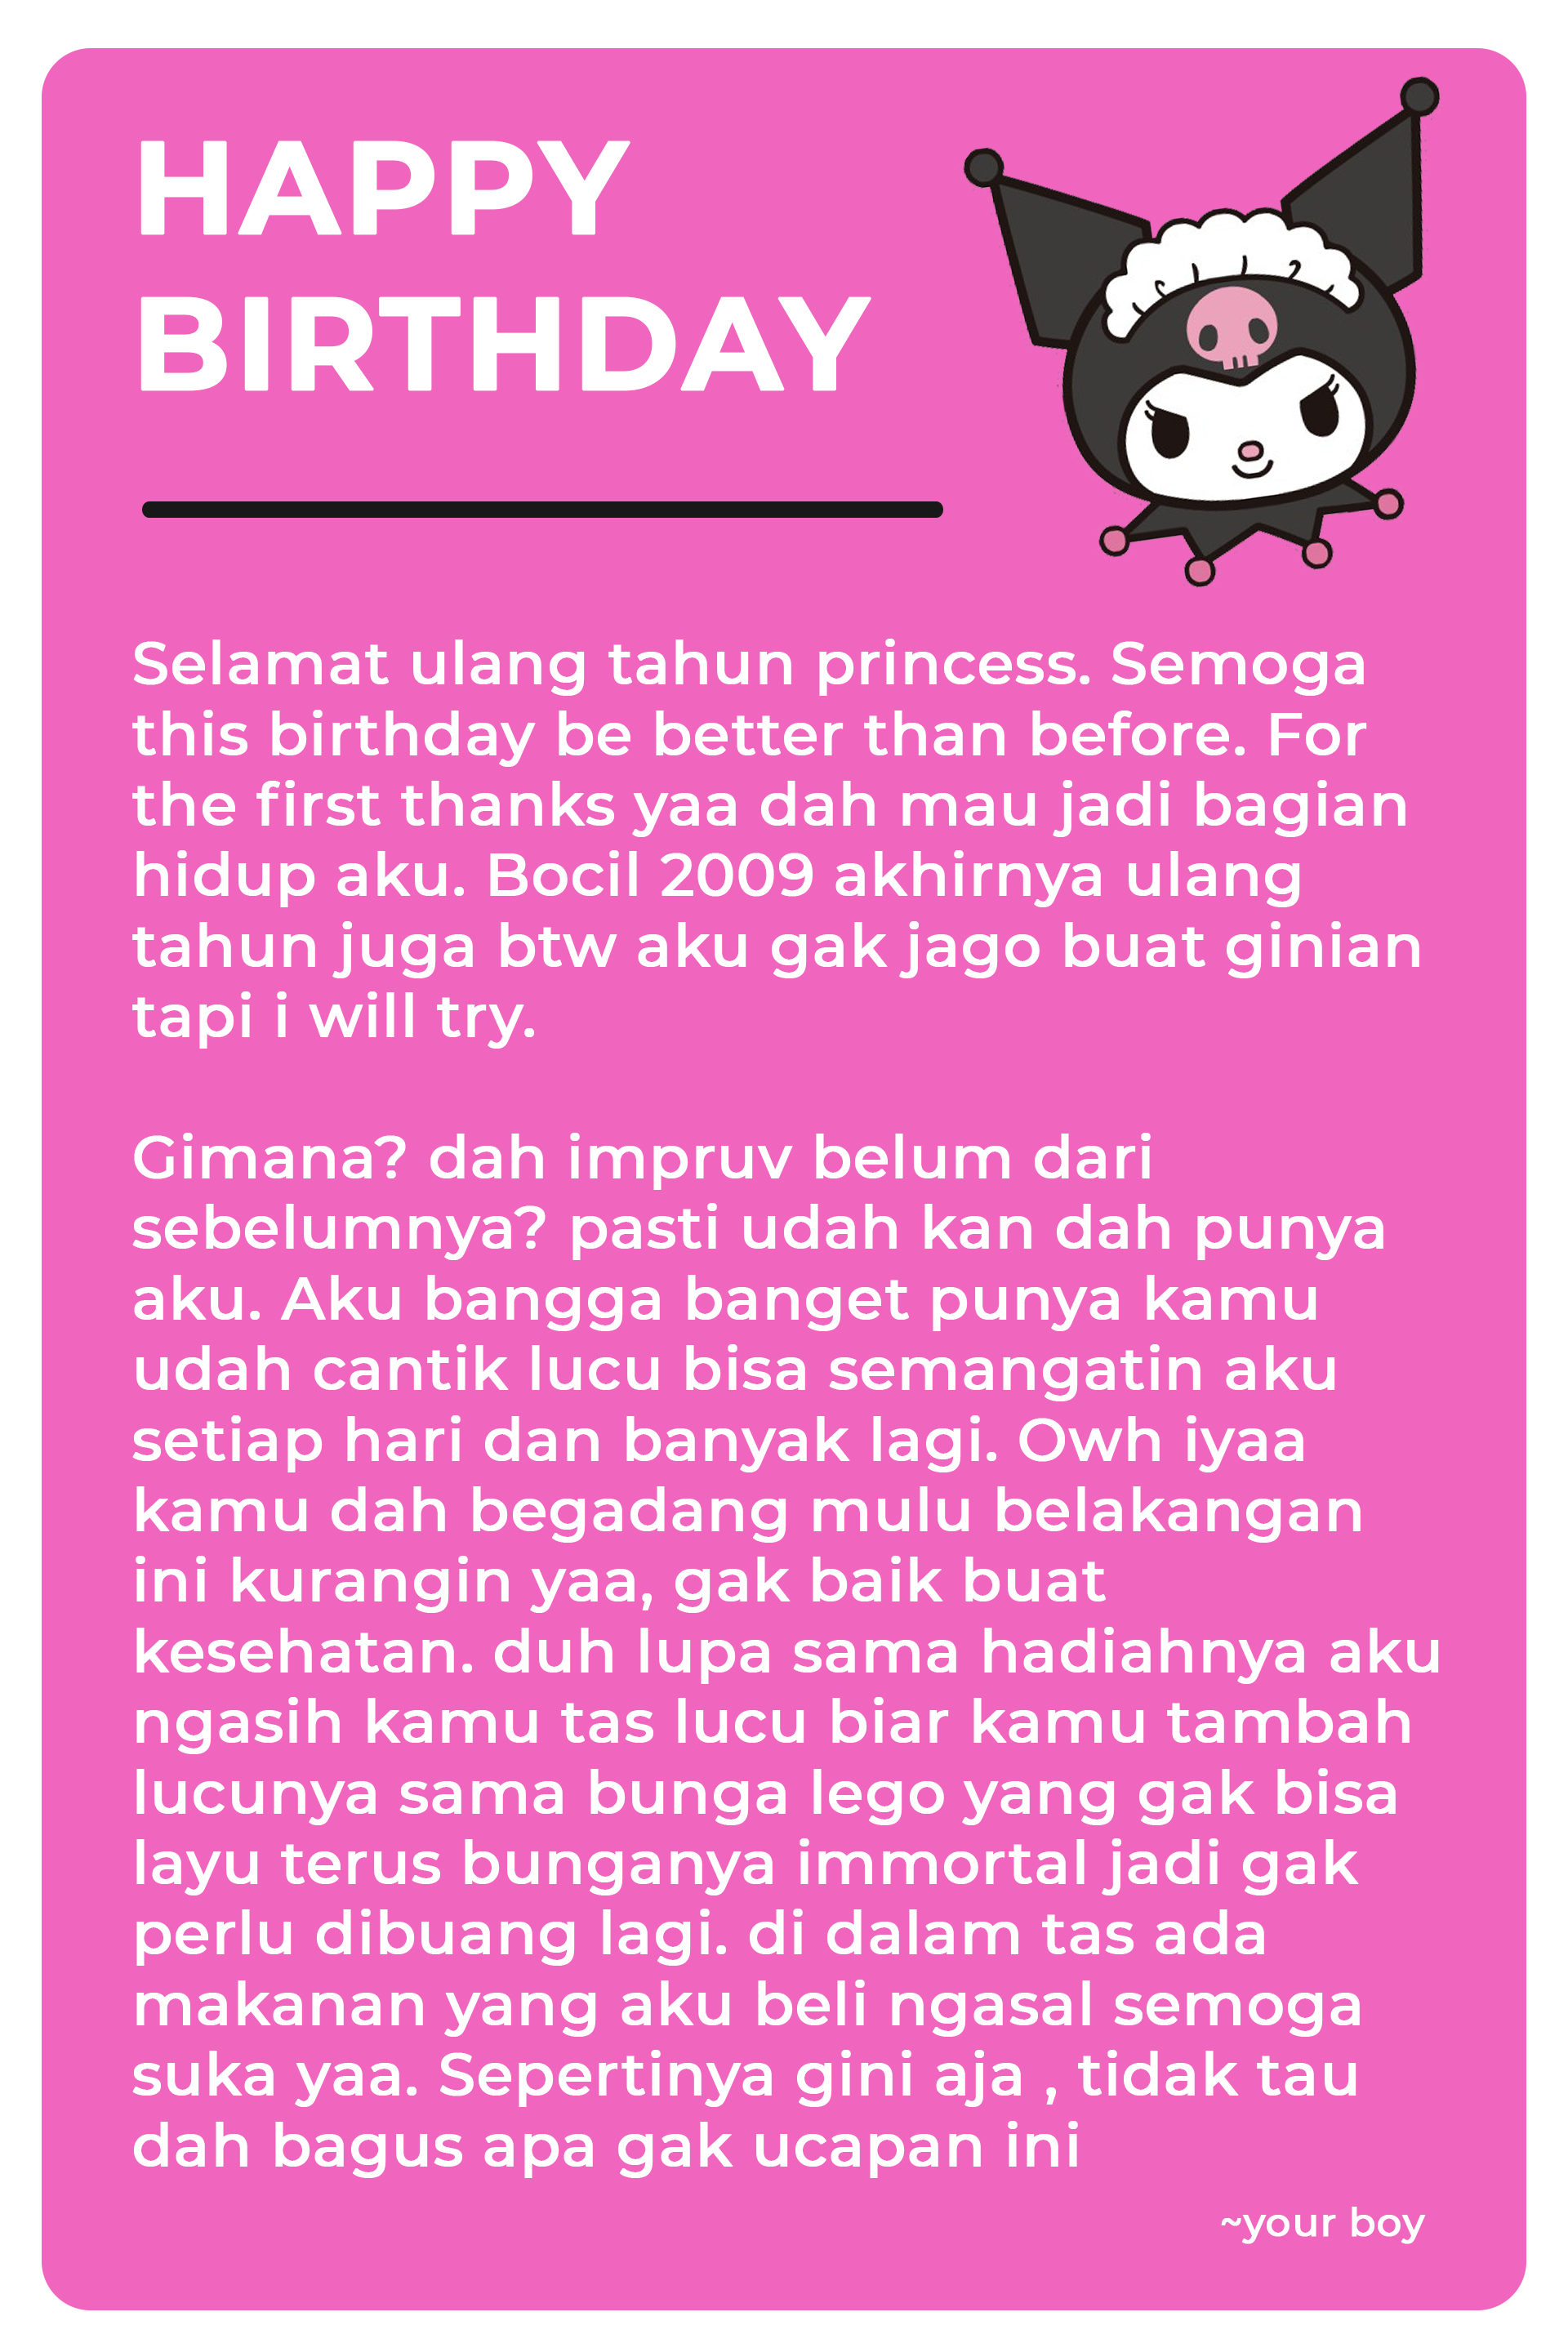 HAPPY
BIRTHDAY
Selamat ulang tahun princess. Semoga
this birthday be better than before. For
the first thanks yaa dah mau jadi bagian
hidup aku. Bocil 2009 akhirnya ulang
tahun juga btw aku gak jago buat ginian
tapi i will try.
Gimana? dah impruv belum dari
sebelumnya? pasti udah kan dah punya
aku. Aku bangga banget punya kamu
udah cantik lucu bisa semangatin aku
setiap hari dan banyak lagi. Owh iyaa
kamu dah begadang mulu belakangan
ini kurangin yaa, gak baik buat
kesehatan. duh lupa sama hadiahnya aku
ngasih kamu tas lucu biar kamu tambah
lucunya sama bunga lego yang gak bisa
layu terus bunganya immortal jadi gak
perlu dibuang lagi. di dalam tas ada
makanan yang aku beli ngasal semoga
suka yaa. Sepertinya gini aja , tidak tau
dah bagus apa gak ucapan ini
~your boy